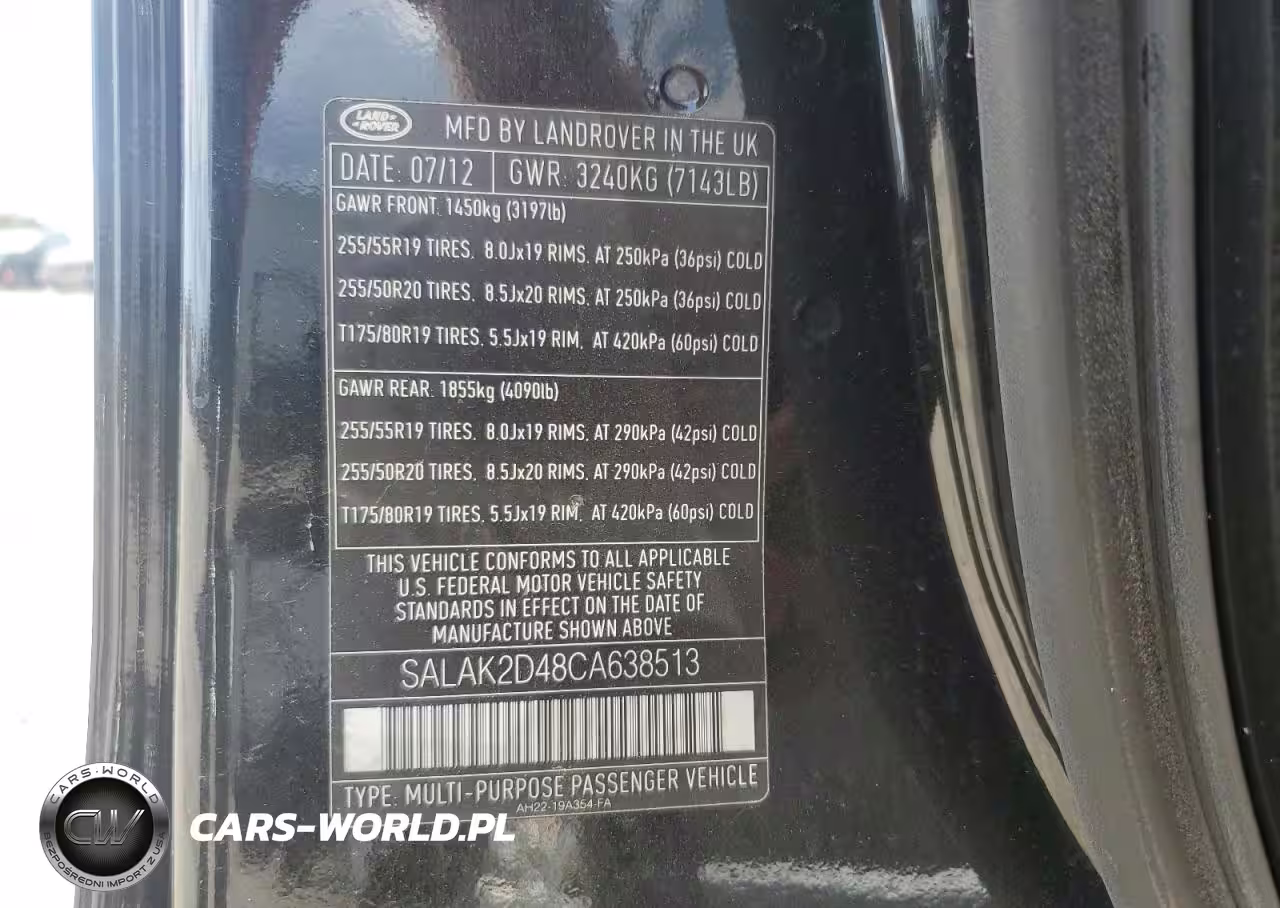 LAND-
-ROVER
MFD BY LANDROVER IN THE UK
DATE: 07/12 GWR: 3240KG (7143LB)
GAWR FRONT. 1450kg (3197lb)
255/55R19 TIRES. 8.0Jx19 RIMS. AT 250kPa (36psi) COLD
255/50R20 TIRES. 8.5Jx20 RIMS. AT 250kPa (36psi) COLD
T175/80R19 TIRES. 5.5Jx19 RIM. AT 420kPa (60psi) COLD
GAWR REAR. 1855kg (4090lb)
255/55R19 TIRES. 8.0Jx19 RIMS. AT 290kPa (42psi) COLD
255/50R20 TIRES. 8.5Jx20 RIMS. AT 290kPa (42psi) COLD
T175/80R19 TIRES. 5.5Jx19 RIM. AT 420kPa (60psi) COLD
THIS VEHICLE CONFORMS TO ALL APPLICABLE
U.S. FEDERAL MOTOR VEHICLE SAFETY
STANDARDS IN EFFECT ON THE DATE OF
MANUFACTURE SHOWN ABOVE
SALAK2D48CA638513
TYPE: MULTI-PURPOSE PASSENGER VEHICLE
AH22-19A354-FA
CARS-WORLD
CW
BEZPOŚREDNI IMPORT Z USA
CARS-WORLD.PL